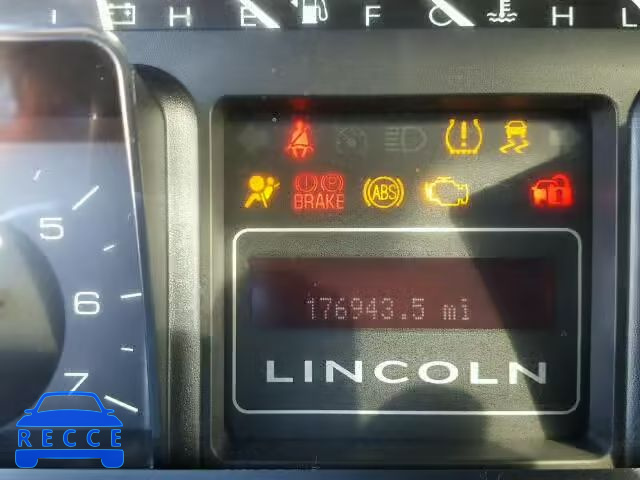 H E F C H L
5
BRAKE ABS
6
176943.5 mi
LINCOLN
7
RECCE